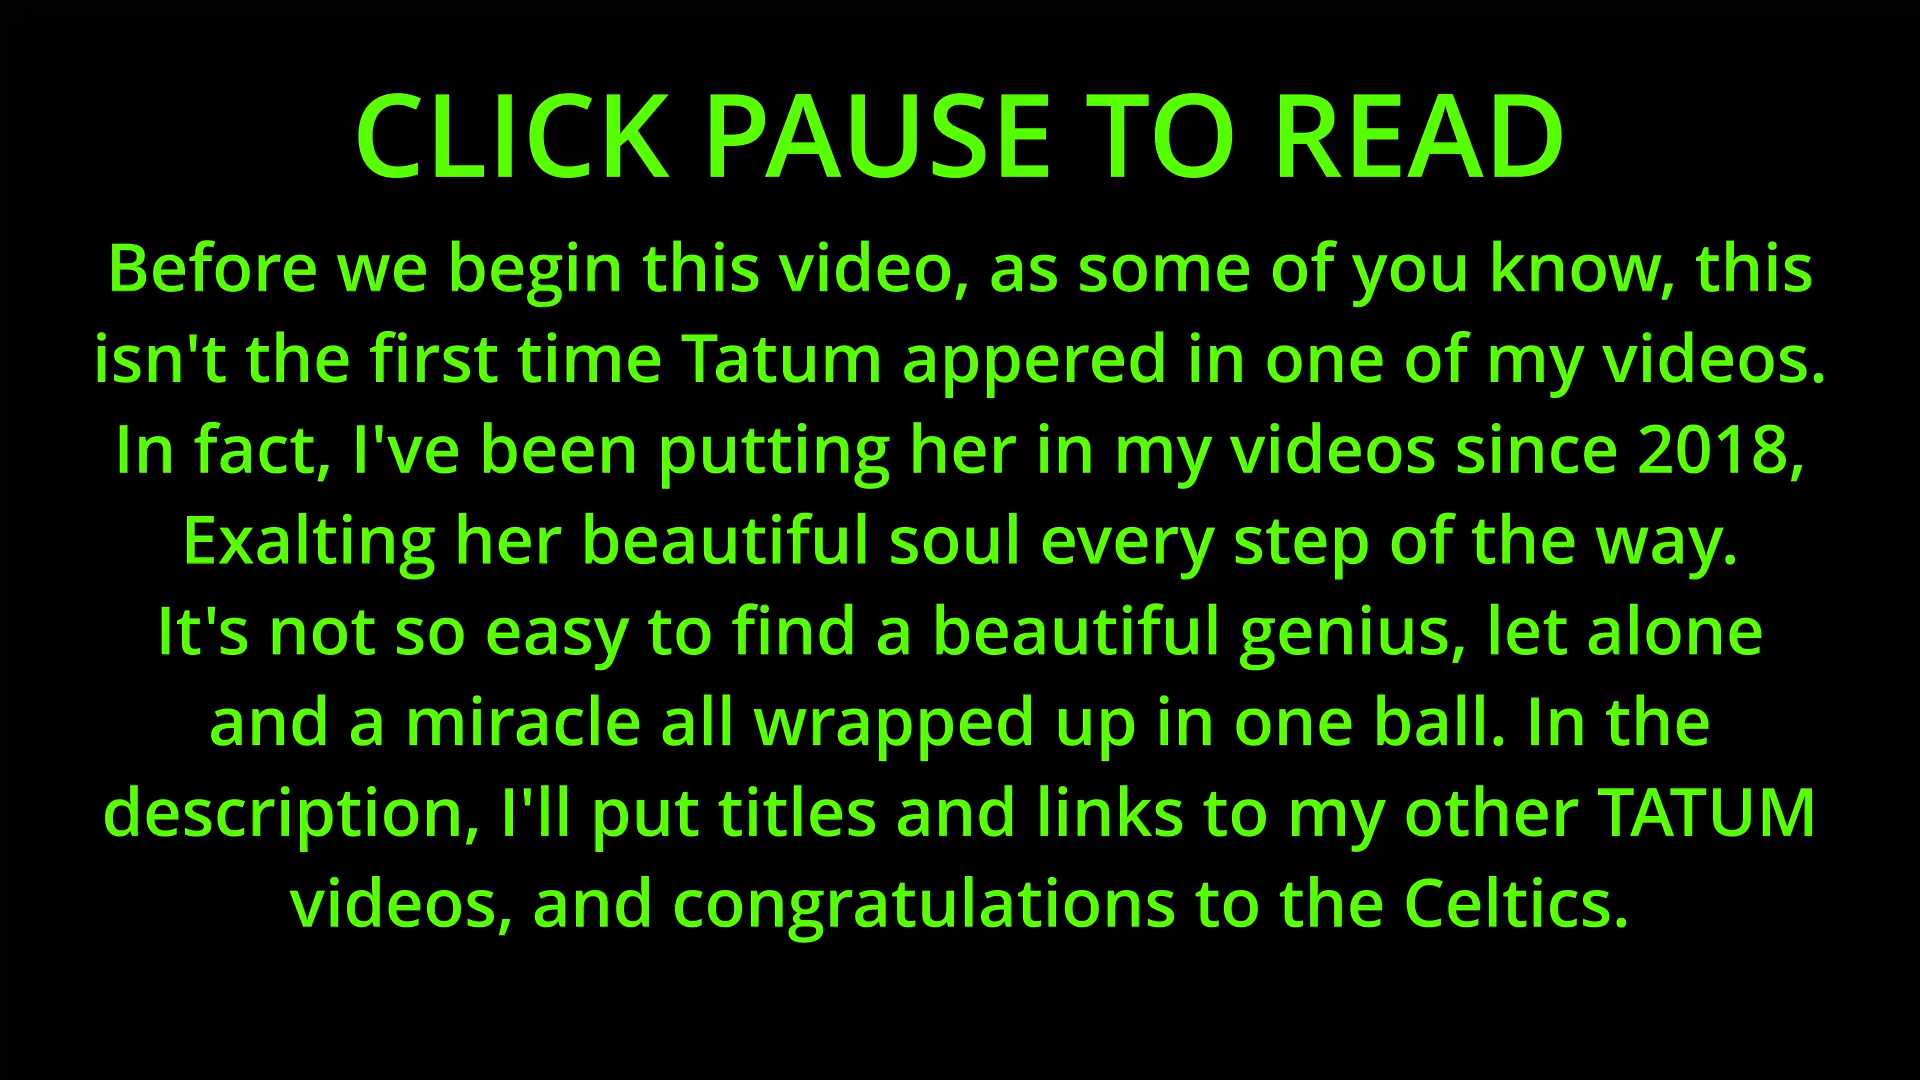 CLICK PAUSE TO READ
Before we begin this video, as some of you know, this
isn't the first time Tatum appered in one of my videos.
In fact, I've been putting her in my videos since 2018,
Exalting her beautiful soul every step of the way.
It's not so easy to find a beautiful genius, let alone
and a miracle all wrapped up in one ball. In the
description, I'll put titles and links to my other TATUM
videos, and congratulations to the Celtics.